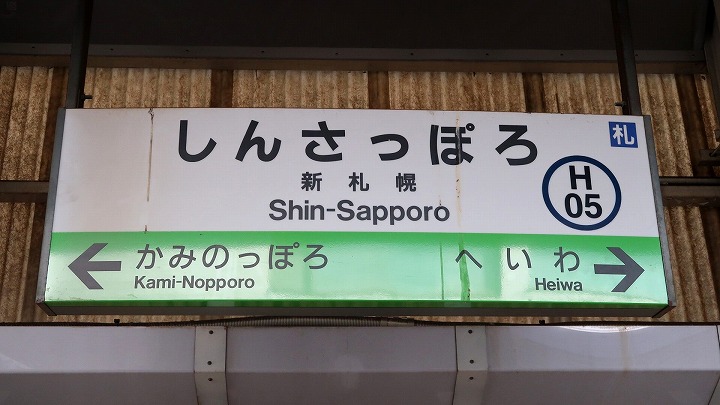 しんさっぽろ
札
新札幌
Shin-Sapporo
H
05
かみのっぽろ
Kami-Nopporo
へいわ
Heiwa